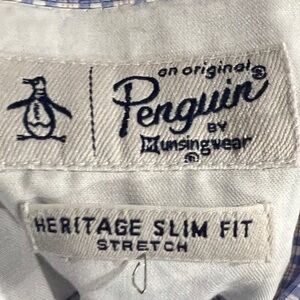 an original®
Penguin
BY
Munsingwear®
HERITAGE SLIM FIT
STRETCH